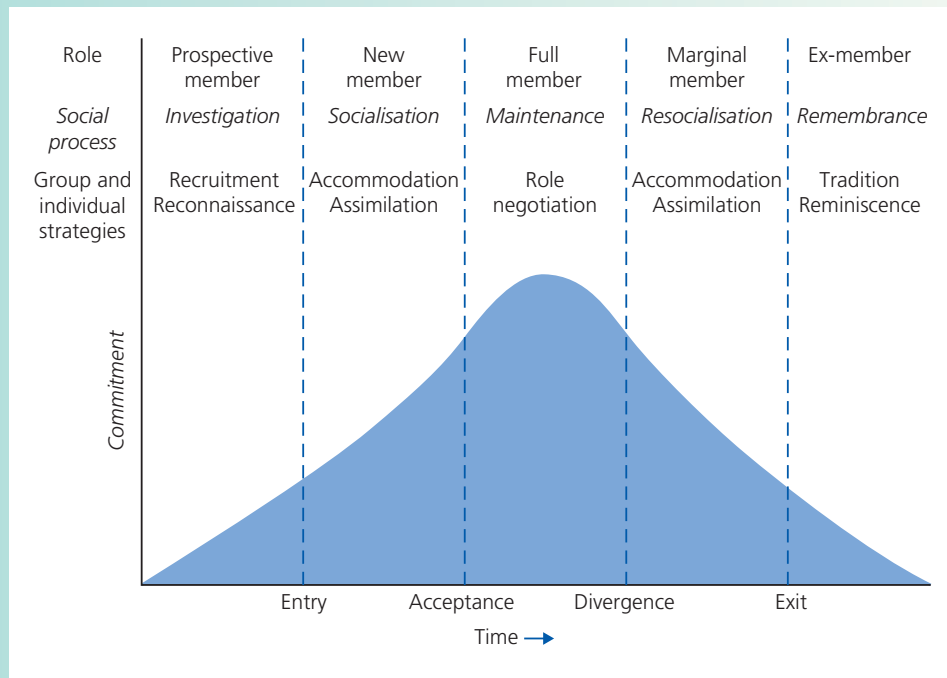 Role
Prospective
member
New
member
Full
member
Marginal
member
Ex-member
Social
process
Investigation
Socialisation
Maintenance
Resocialisation
Remembrance
Group and
individual
strategies
Recruitment
Reconnaissance
Accommodation
Assimilation
Role
negotiation
Accommodation
Assimilation
Tradition
Reminiscence
Commitment
Entry
Acceptance
Divergence
Exit
Time